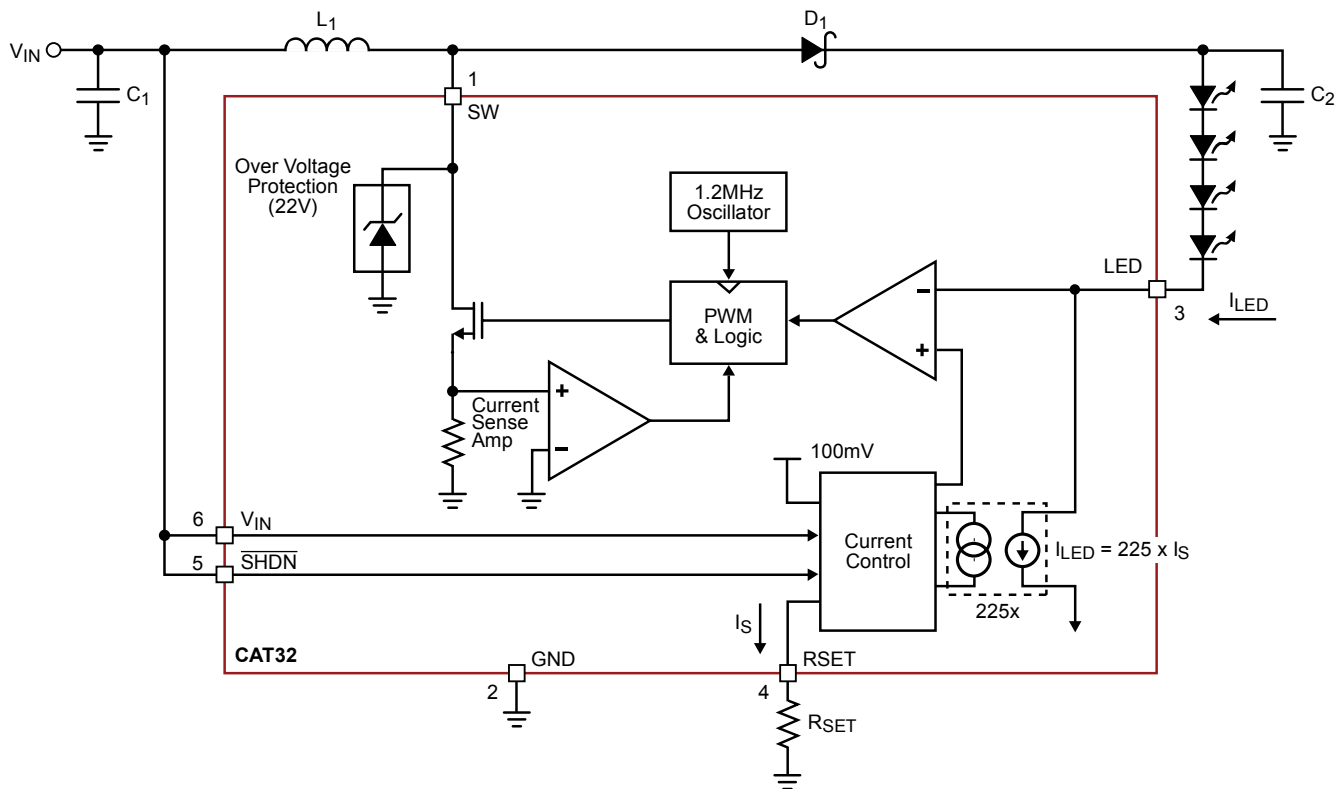 L1
D1
VIN
C1
1
SW
C2
Over Voltage
Protection
(22V)
1.2MHz
Oscillator
LED
3
ILED
PWM
& Logic
−
+
Current
Sense
Amp
+
−
100mV
6
VIN
5
SHDN
Current
Control
ILED = 225 x IS
225x
IS
CAT32
GND
2
RSET
4
RSET